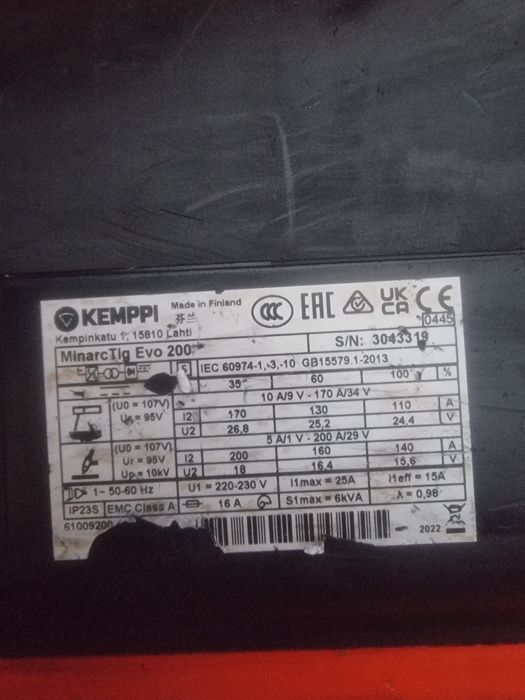 KEMPPI Made in Finland
芬兰
CCC EAC UK CA CE
Kempinkatu 1, 15810 Lahti
0445
MinarcTig Evo 200 S/N: 3043319
S IEC 60974-1,-3,-10 GB15579.1-2013
35 60 100 %
10 A/9 V - 170 A/34 V
(U0 = 107V)
Ur = 95V
I2 170 130 110 A
U2 26,8 25,2 24,4 V
5 A/1 V - 200 A/29 V
(U0 = 107V)
Ur = 95V
Up = 10kV
I2 200 160 140 A
U2 18 16,4 15,6 V
1~ 50-60 Hz U1 = 220-230 V I1max = 25A I1eff = 15A
IP23S EMC Class A 16 A S1max = 6kVA λ = 0,98
61009200 2022